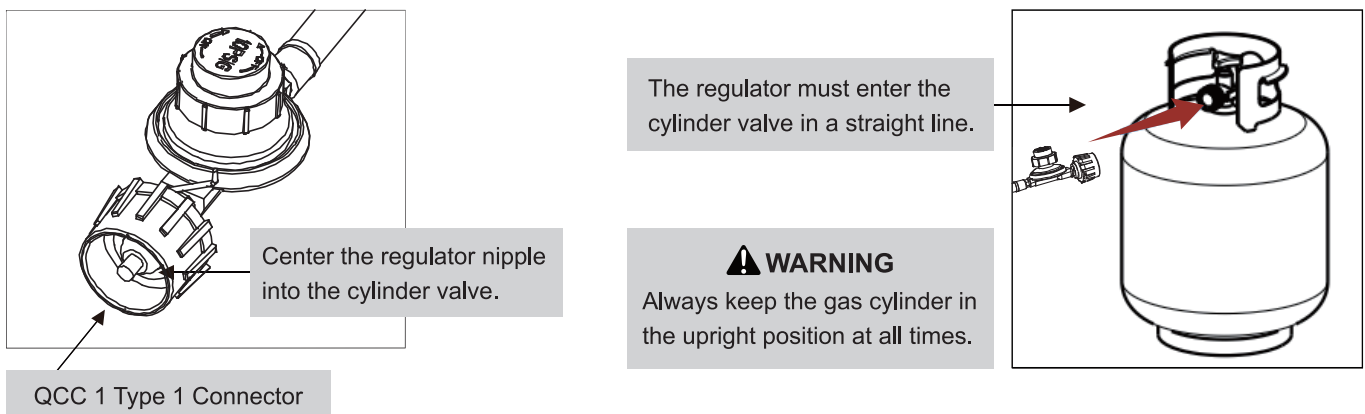 Center the regulator nipple
into the cylinder valve.
QCC 1 Type 1 Connector
The regulator must enter the
cylinder valve in a straight line.
WARNING
Always keep the gas cylinder in
the upright position at all times.